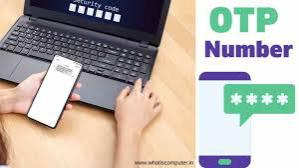 Security code
OTP
Number
****
www.whatiscomputer.in